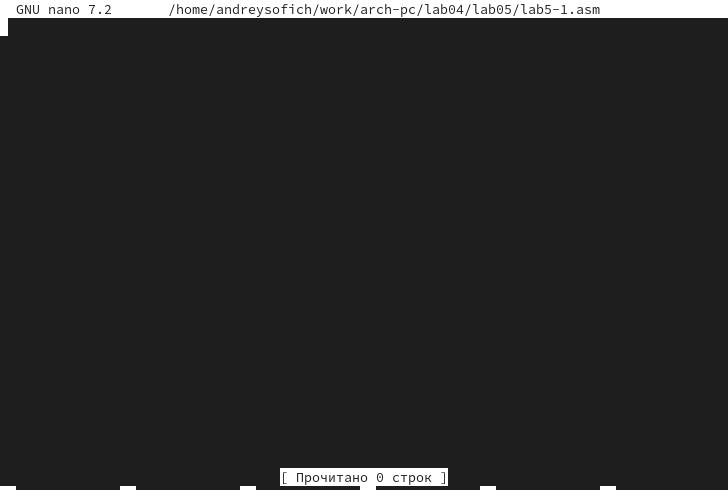 GNU nano 7.2 /home/andreysofich/work/arch-pc/lab04/lab05/lab5-1.asm
[ Прочитано 0 строк ]